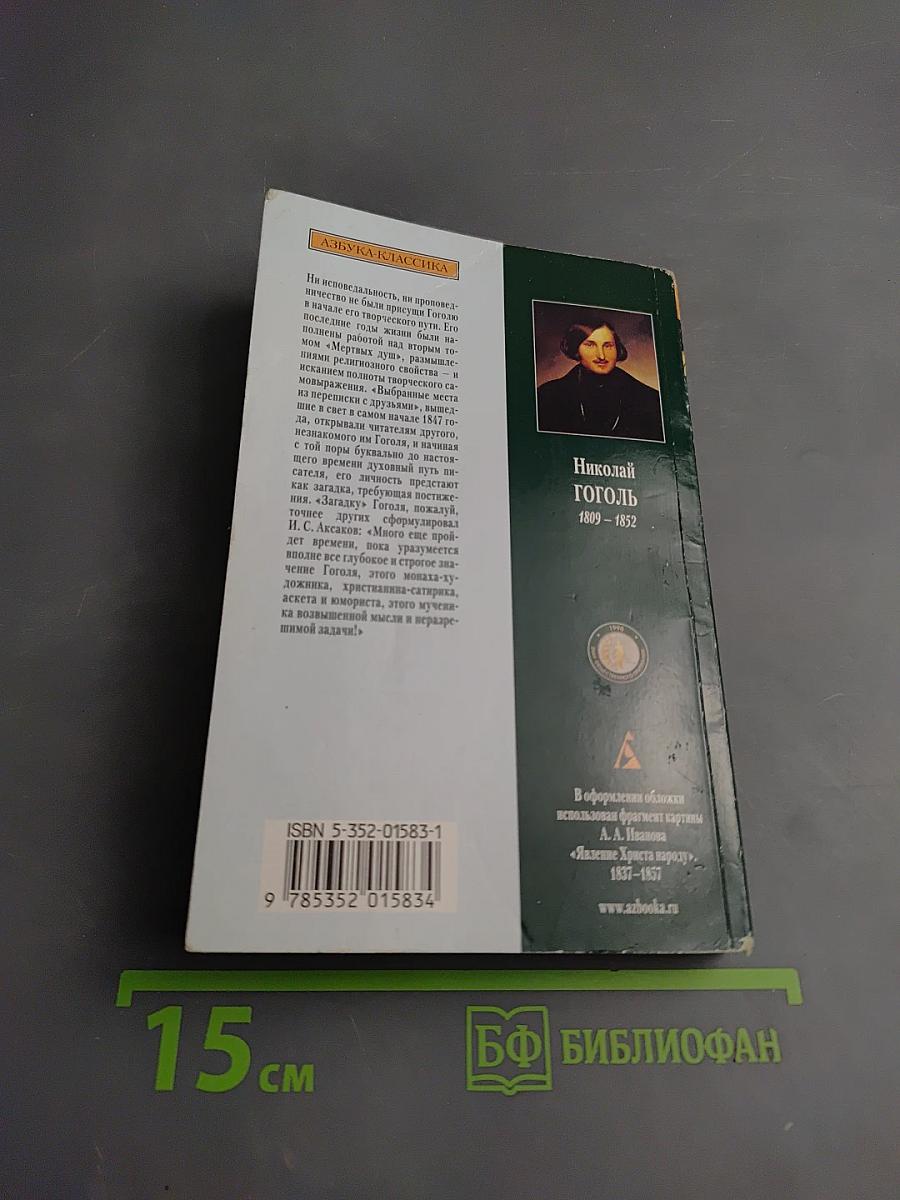 АЗБУКА-КЛАССИКА
Ни исповедальность, ни проповед-
ничество не были присущи Гоголю
в начале его творческого пути. Его
последние годы жизни были на-
полнены работой над вторым то-
мом «Мертвых душ», размышле-
ниями религиозного свойства – и
исканием полноты творческого са-
мовыражения. «Выбранные места
из переписки с друзьями», вышед-
шие в свет в самом начале 1847 го-
да, открывали читателям другого,
незнакомого им Гоголя, и начиная
с той поры буквально до настоя-
щего времени духовный путь пи-
сателя, его личность предстают
как загадка, требующая постиже-
ния. «Загадку» Гоголя, пожалуй,
точнее других сформулировал
И. С. Аксаков: «Много еще прой-
дет времени, пока уразумеется
вполне все глубокое и строгое зна-
чение Гоголя, этого монаха-ху-
дожника, христианина-сатирика,
аскета и юмориста, этого мучени-
ка возвышенной мысли и неразре-
шимой задачи!»
ISBN 5-352-01583-1
9 785352 015834
Николай
ГОГОЛЬ
1809 – 1852
В оформлении обложки
использован фрагмент картины
А. А. Иванова
«Явление Христа народу».
1837–1857
www.azbooka.ru
15 см
БФ БИБЛИОФАН